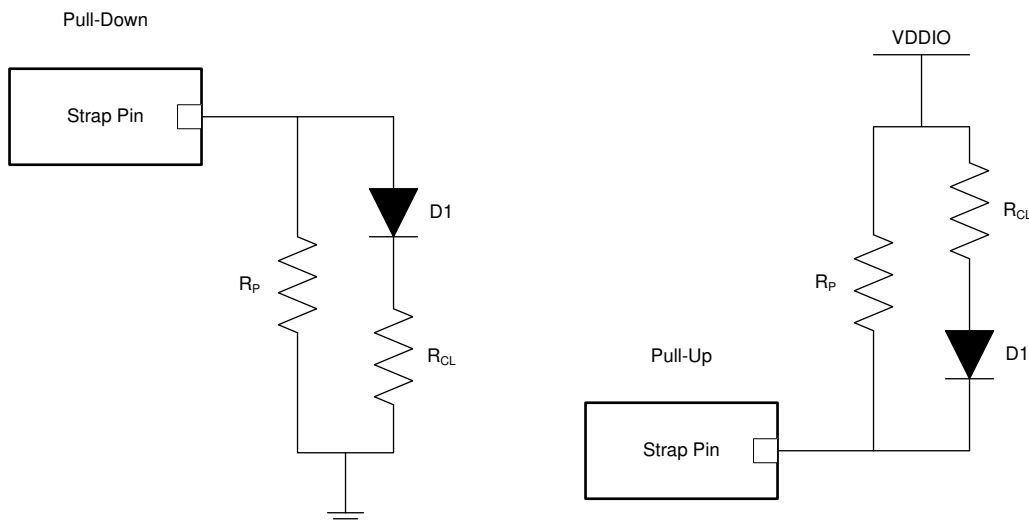 Pull-Down
Strap Pin
D1
RP
RCL
VDDIO
RCL
RP
D1
Pull-Up
Strap Pin